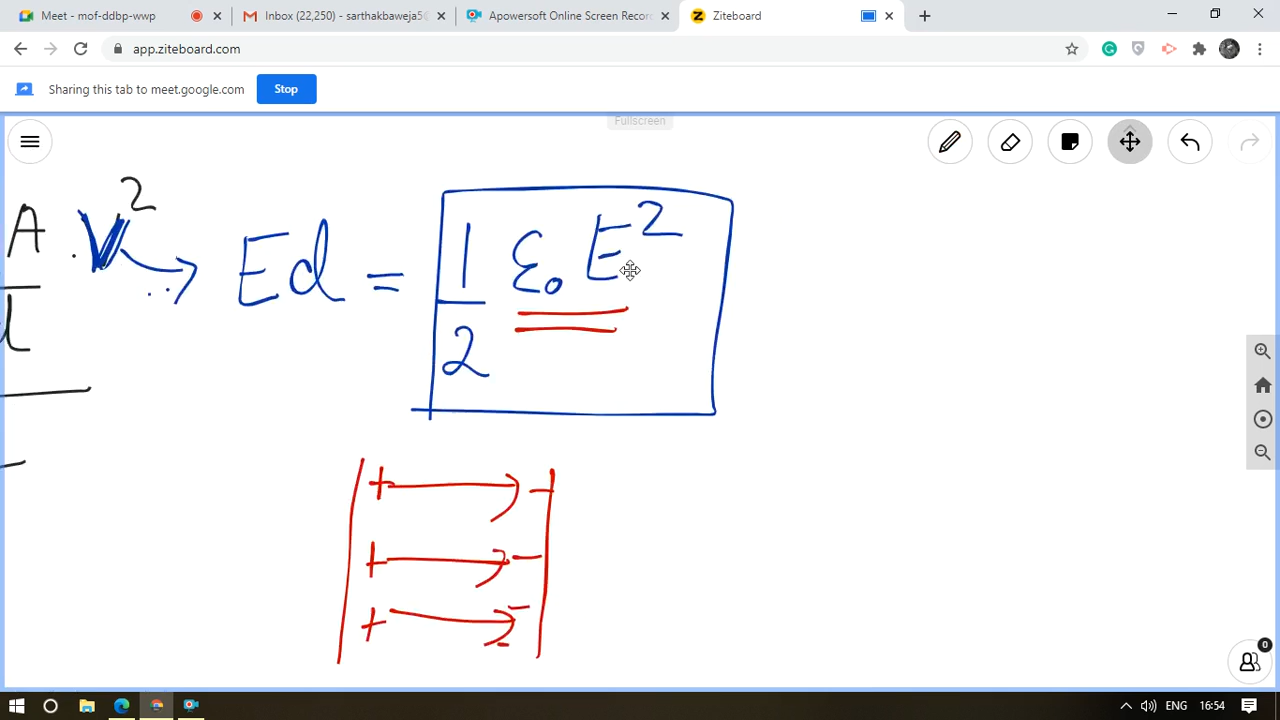 Meet - mof-ddbp-wwp
Inbox (22,250) - sarthakbaweja5
Apowersoft Online Screen Recor
Ziteboard
app.ziteboard.com
Sharing this tab to meet.google.com
Stop
Fullscreen
A . V² → Ed = 1/2 ε₀ E²
+ -
+ -
+ -
0
ENG
16:54